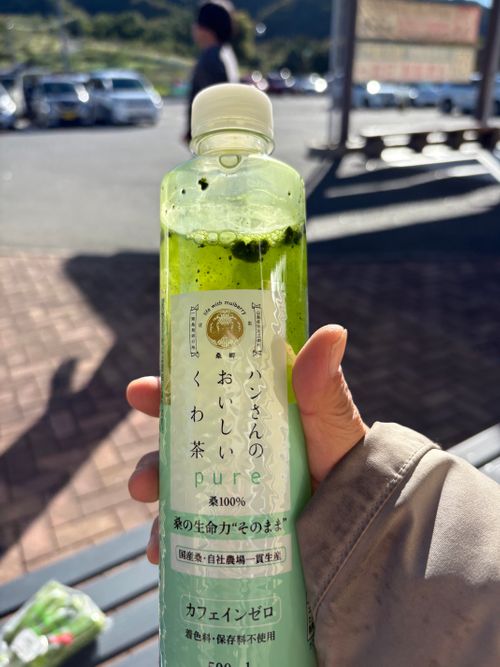 life with mulberry
桑郷
ハンさんの
おいしい
くわ茶
pure
桑100%
桑の生命力“そのまま”
国産桑・自社農場一貫生産
カフェインゼロ
着色料・保存料不使用